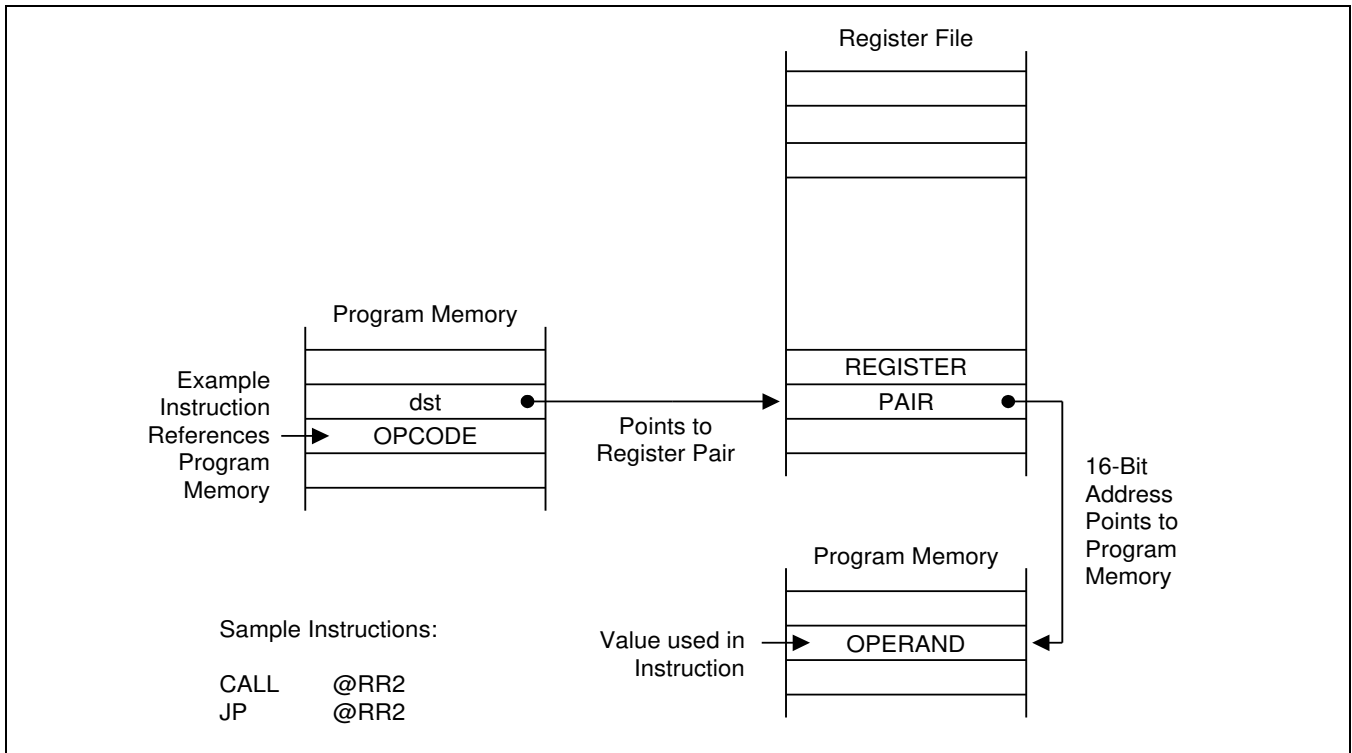 Register File
Program Memory
REGISTER
PAIR
Example
Instruction
References
Program
Memory
dst
OPCODE
Points to
Register Pair
16-Bit
Address
Points to
Program
Memory
Program Memory
Value used in
Instruction
OPERAND
Sample Instructions:
CALL @RR2
JP @RR2